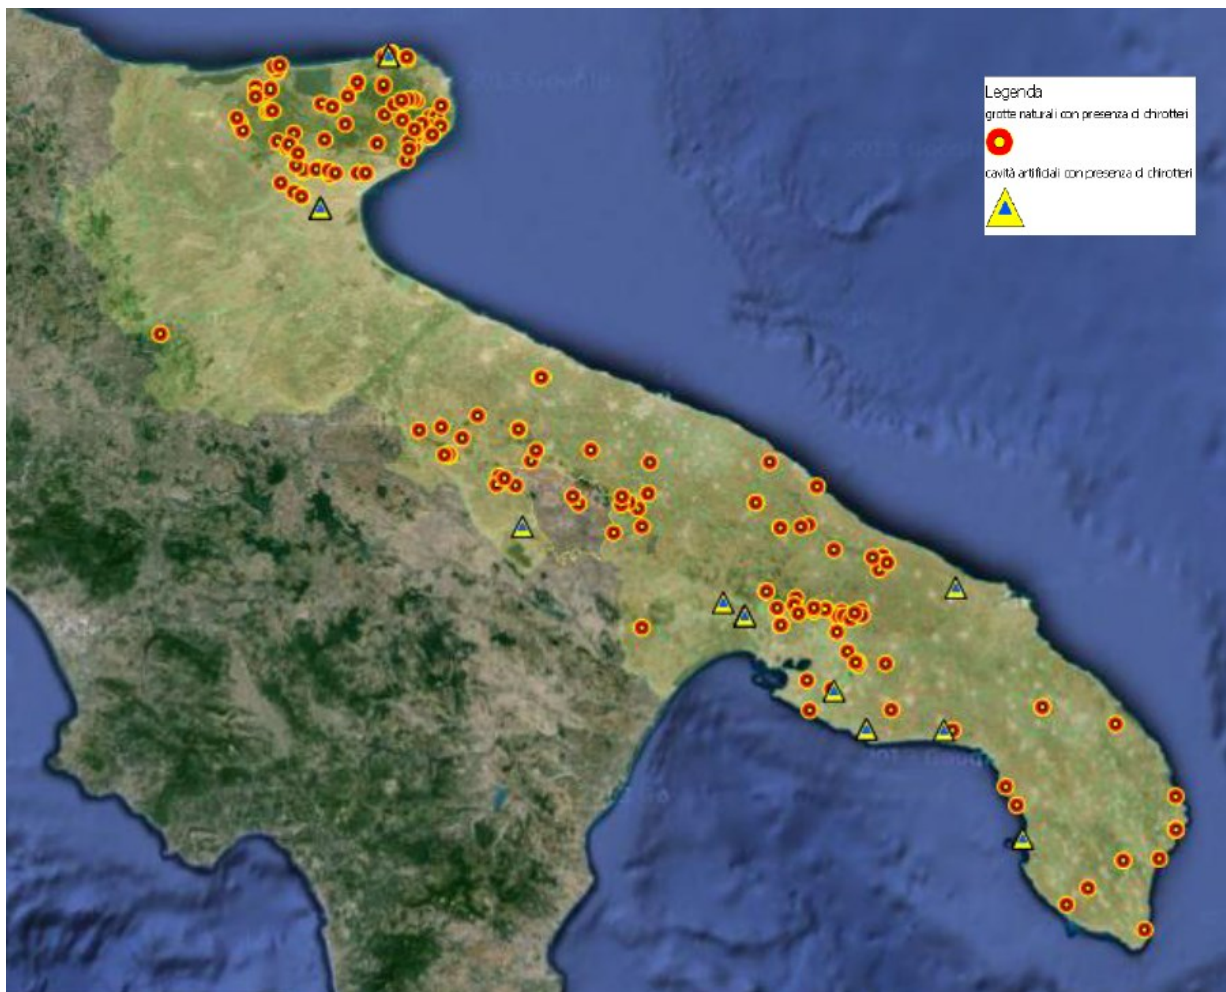 Legenda
grotte naturali con presenza di chirotteri
cavità artificiali con presenza di chirotteri